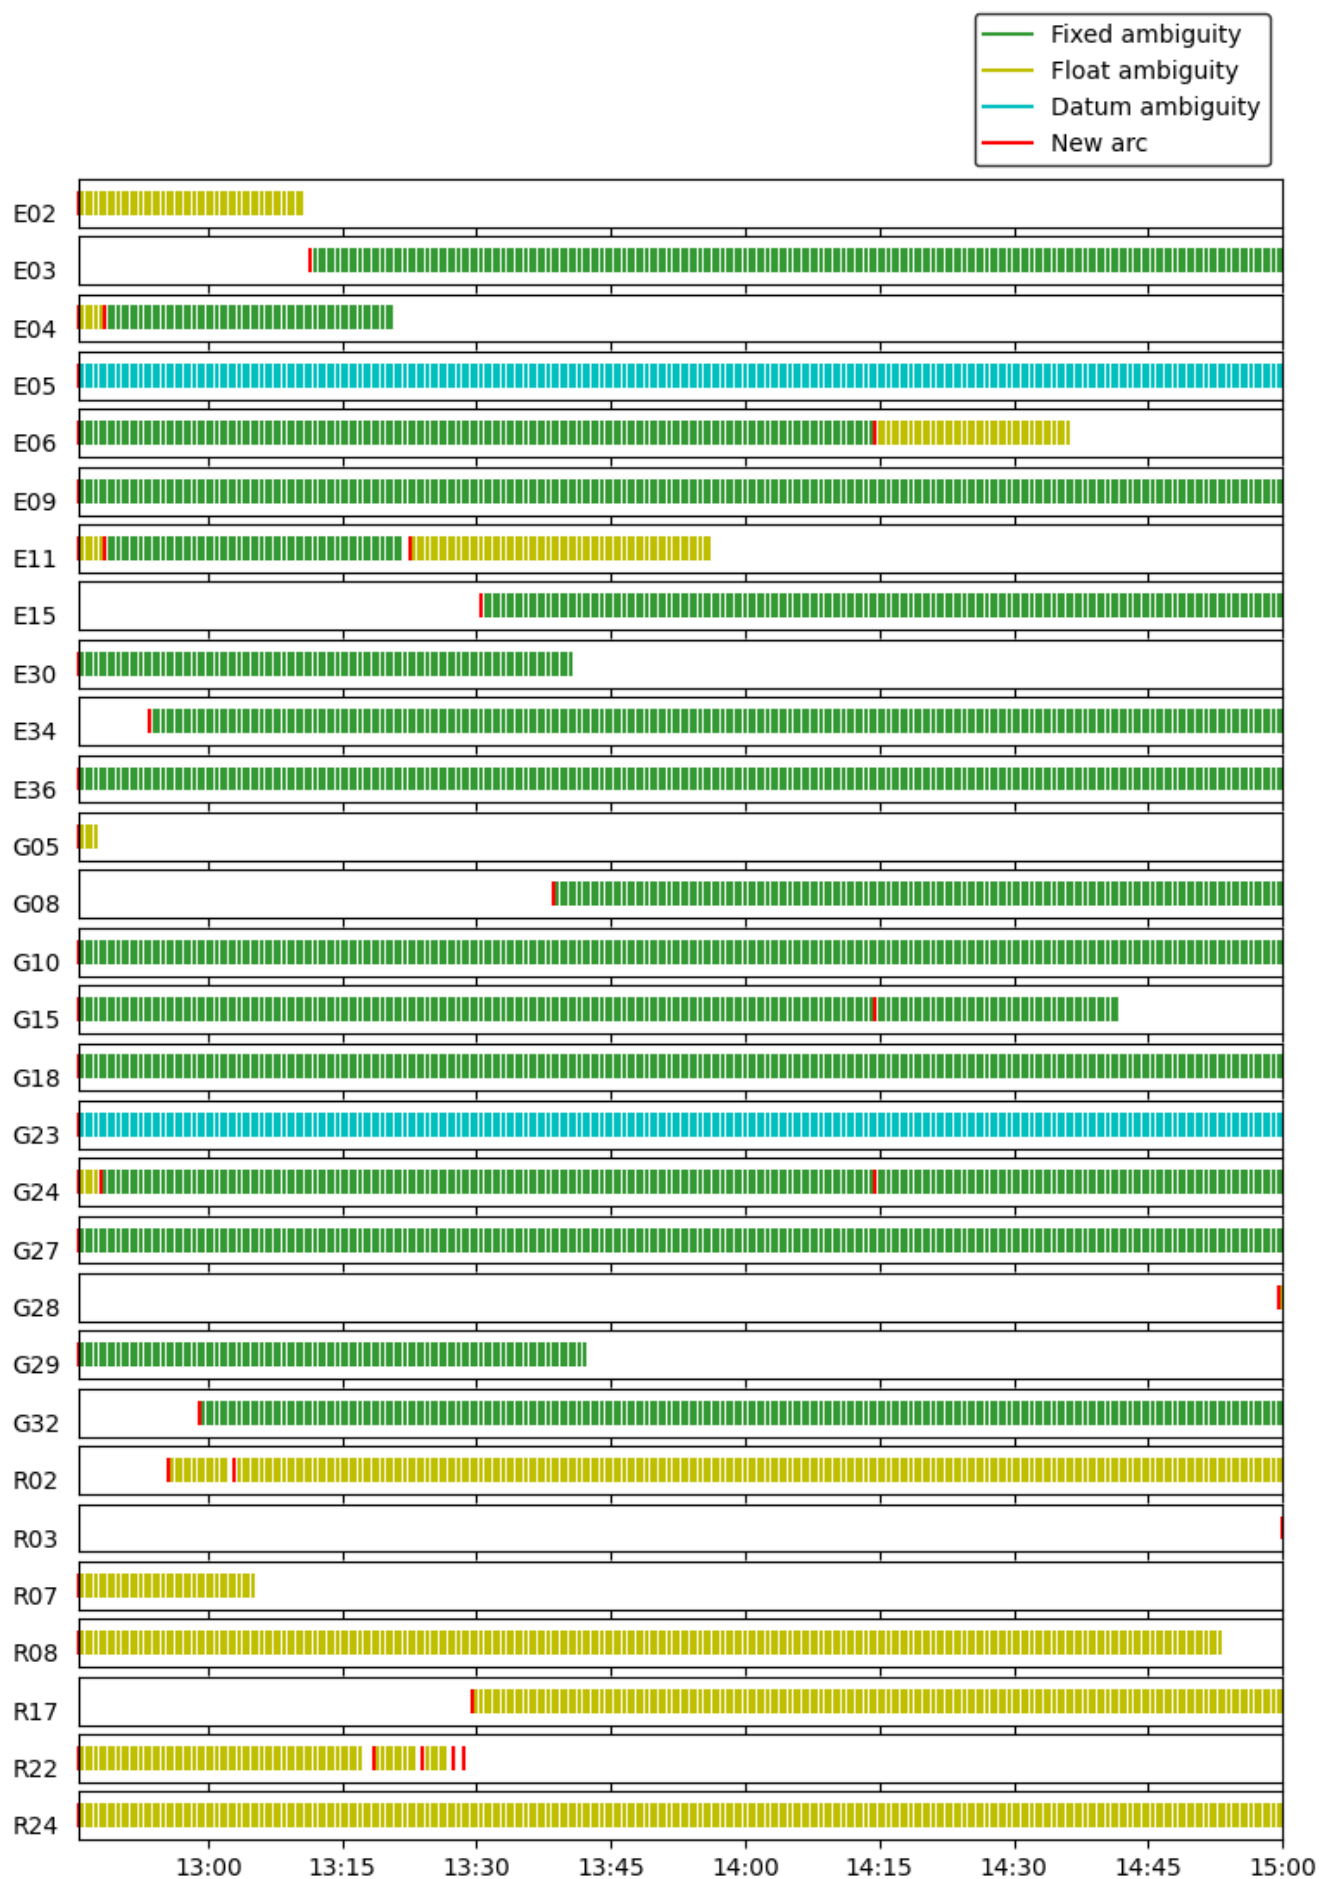 Fixed ambiguity
Float ambiguity
Datum ambiguity
New arc
E02
E03
E04
E05
E06
E09
E11
E15
E30
E34
E36
G05
G08
G10
G15
G18
G23
G24
G27
G28
G29
G32
R02
R03
R07
R08
R17
R22
R24
13:00 13:15 13:30 13:45 14:00 14:15 14:30 14:45 15:00